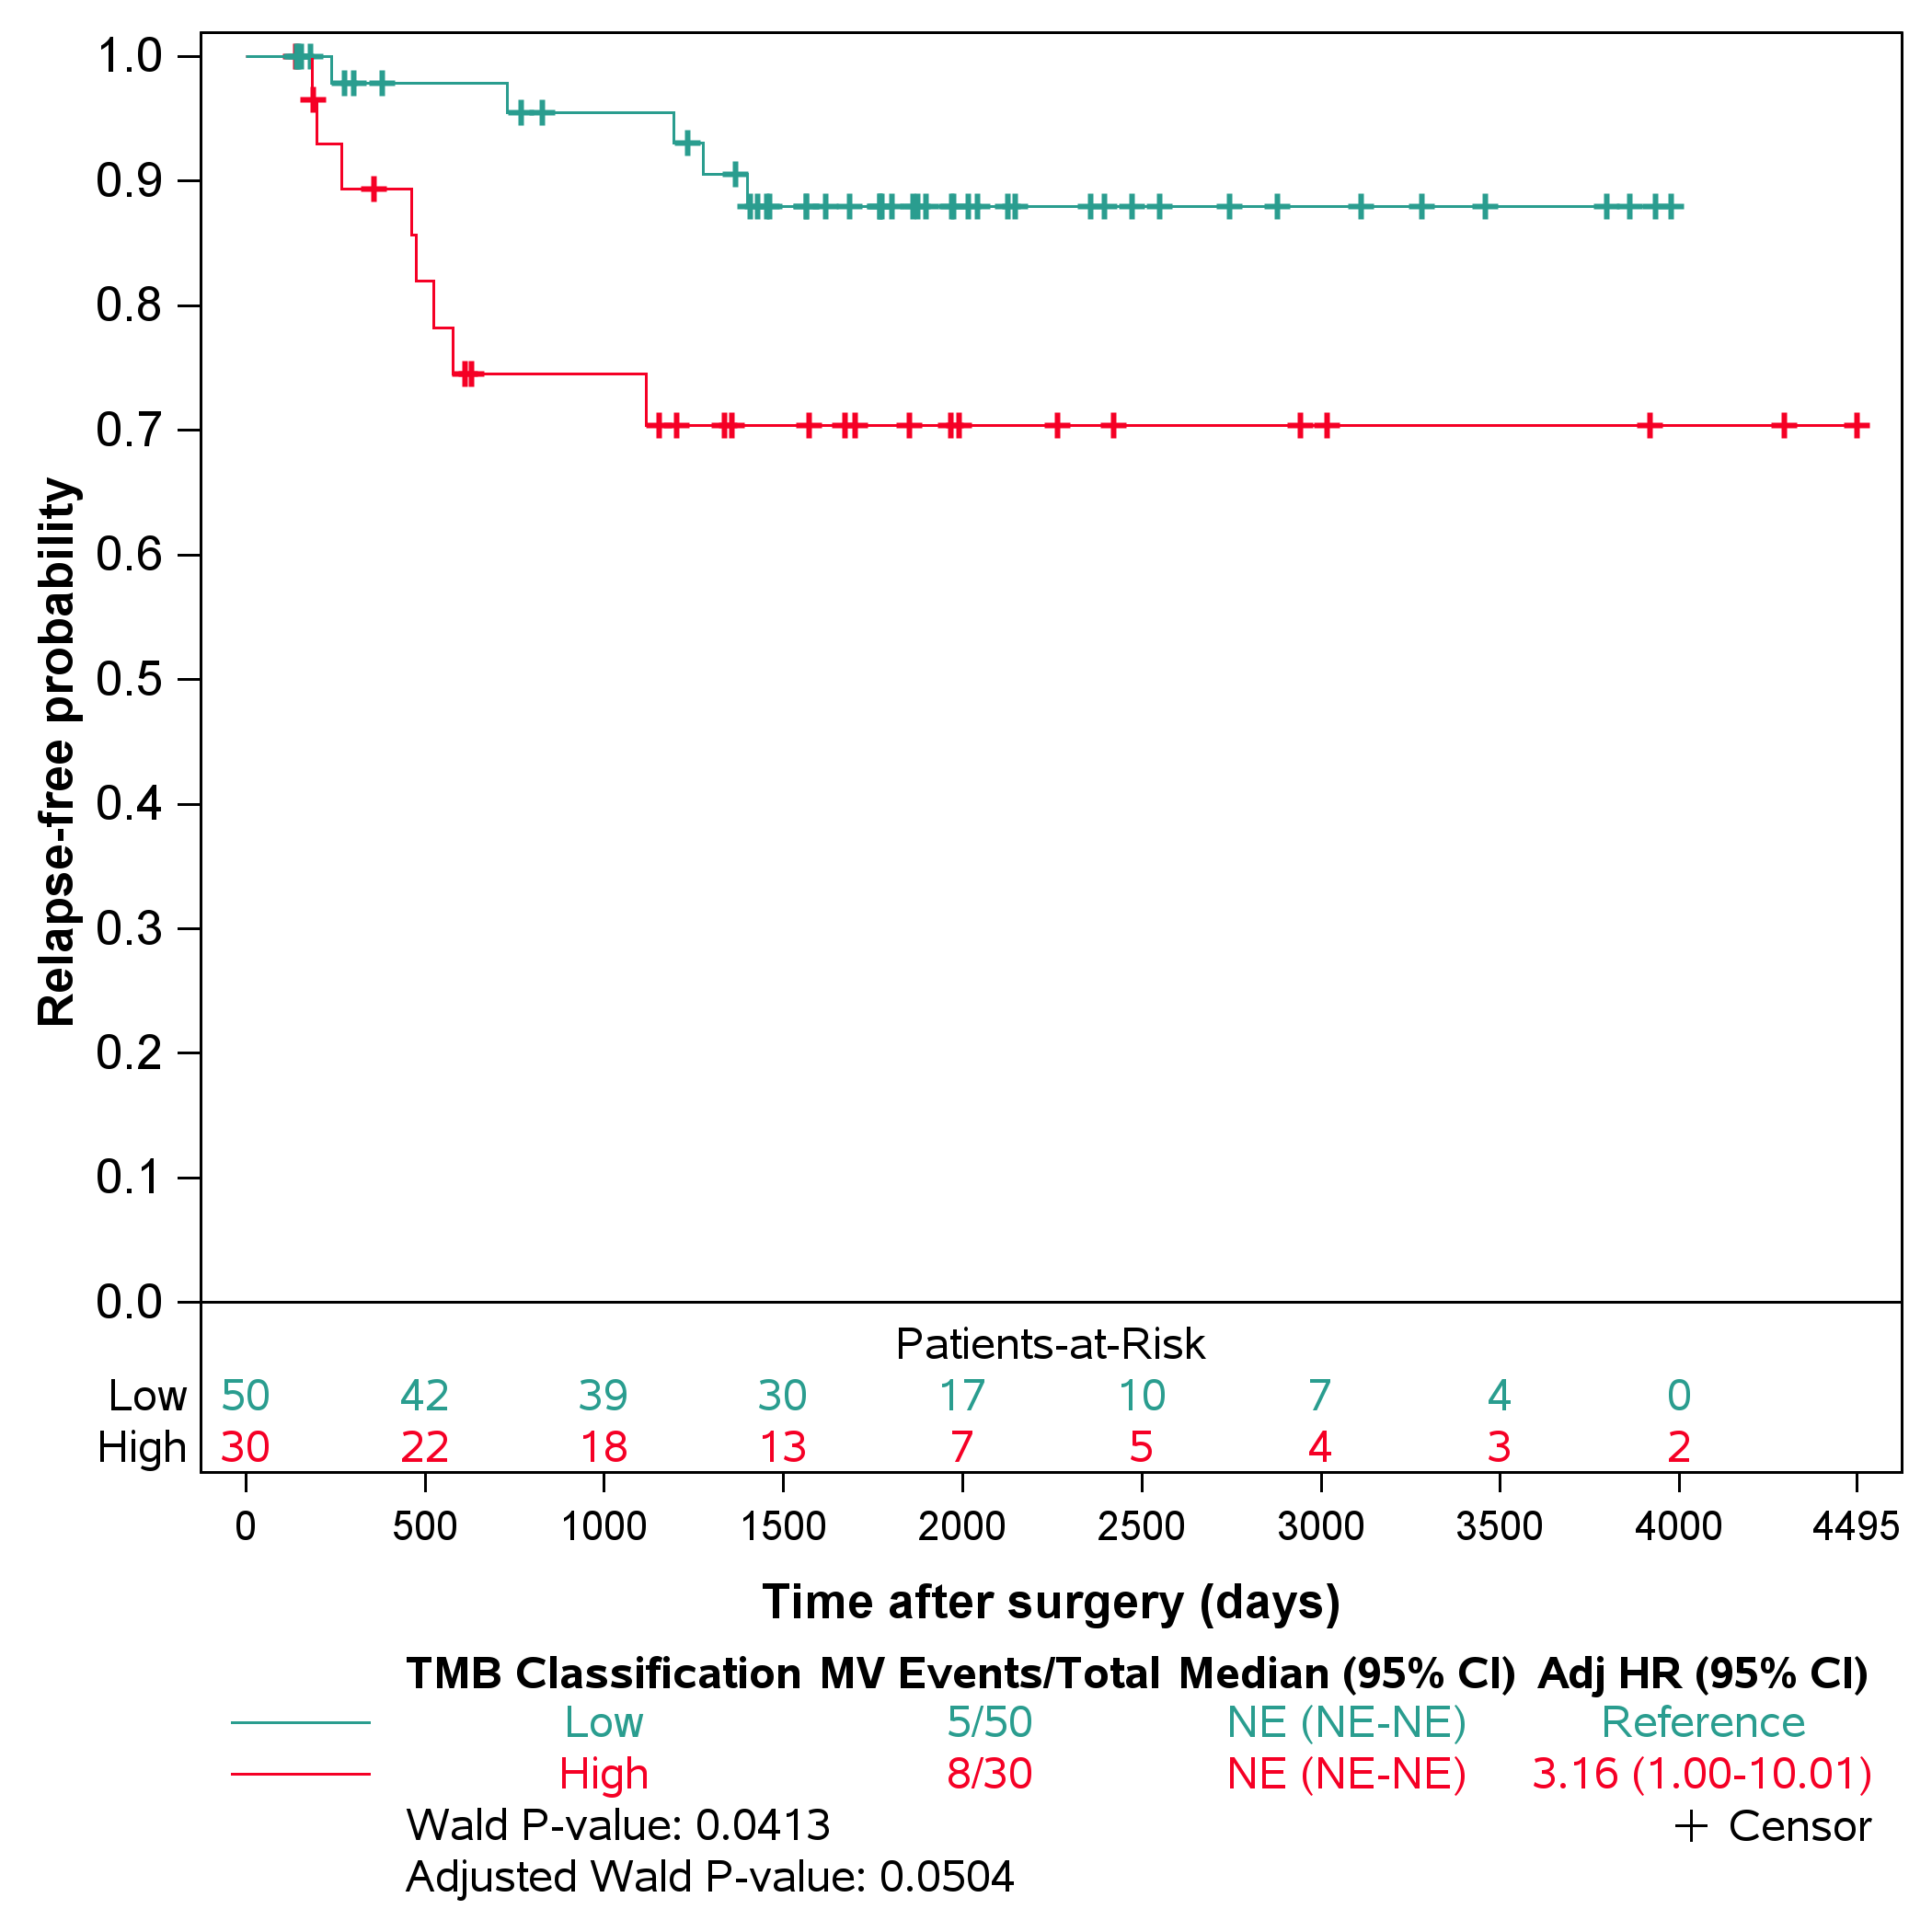 Relapse-free probability
1.0
0.9
0.8
0.7
0.6
0.5
0.4
0.3
0.2
0.1
0.0
Patients-at-Risk
Low 50 42 39 30 17 10 7 4 0
High 30 22 18 13 7 5 4 3 2
0 500 1000 1500 2000 2500 3000 3500 4000 4495
Time after surgery (days)
TMB Classification MV Events/Total Median (95% CI) Adj HR (95% CI)
Low 5/50 NE (NE-NE) Reference
High 8/30 NE (NE-NE) 3.16 (1.00-10.01)
Wald P-value: 0.0413 + Censor
Adjusted Wald P-value: 0.0504